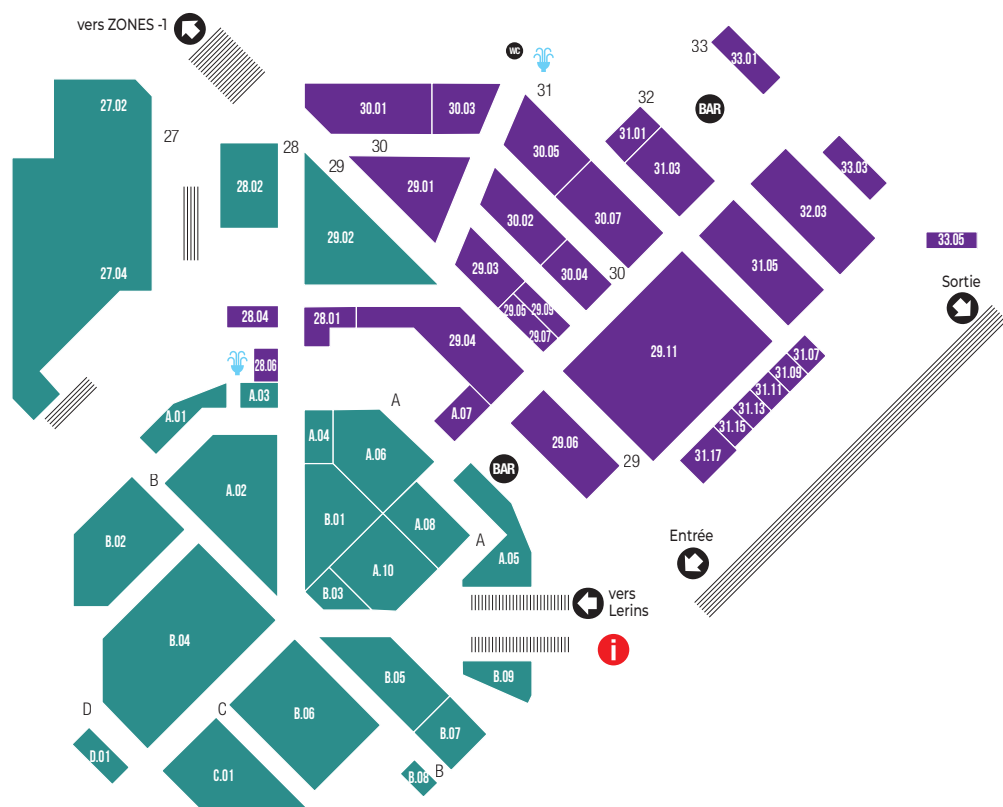 vers ZONES -1
27.02
27
27.04
28.02
28
29
30
30.01
30.03
WC
31
32
33
33.01
BAR
31.01
31.03
30.05
30.07
29.01
29.02
30.02
30.04
30
29.03
29.05
29.09
29.07
33.03
32.03
33.05
31.05
Sortie
28.04
28.01
29.04
28.06
A.03
A.01
A
A.07
29.11
29.06
29
31.07
31.09
31.11
31.13
31.15
31.17
BAR
A.04
A.06
B
A.02
B.01
A.08
A
A.05
B.02
A.10
B.03
Entrée
vers
Lerins
i
B.04
B.05
B.09
B.06
B.07
D
C
D.01
C.01
B.08
B